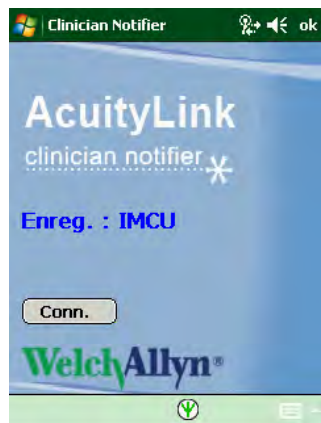 Clinician Notifier ok
AcuityLink
clinician notifier
Enreg. : IMCU
Conn.
WelchAllyn®